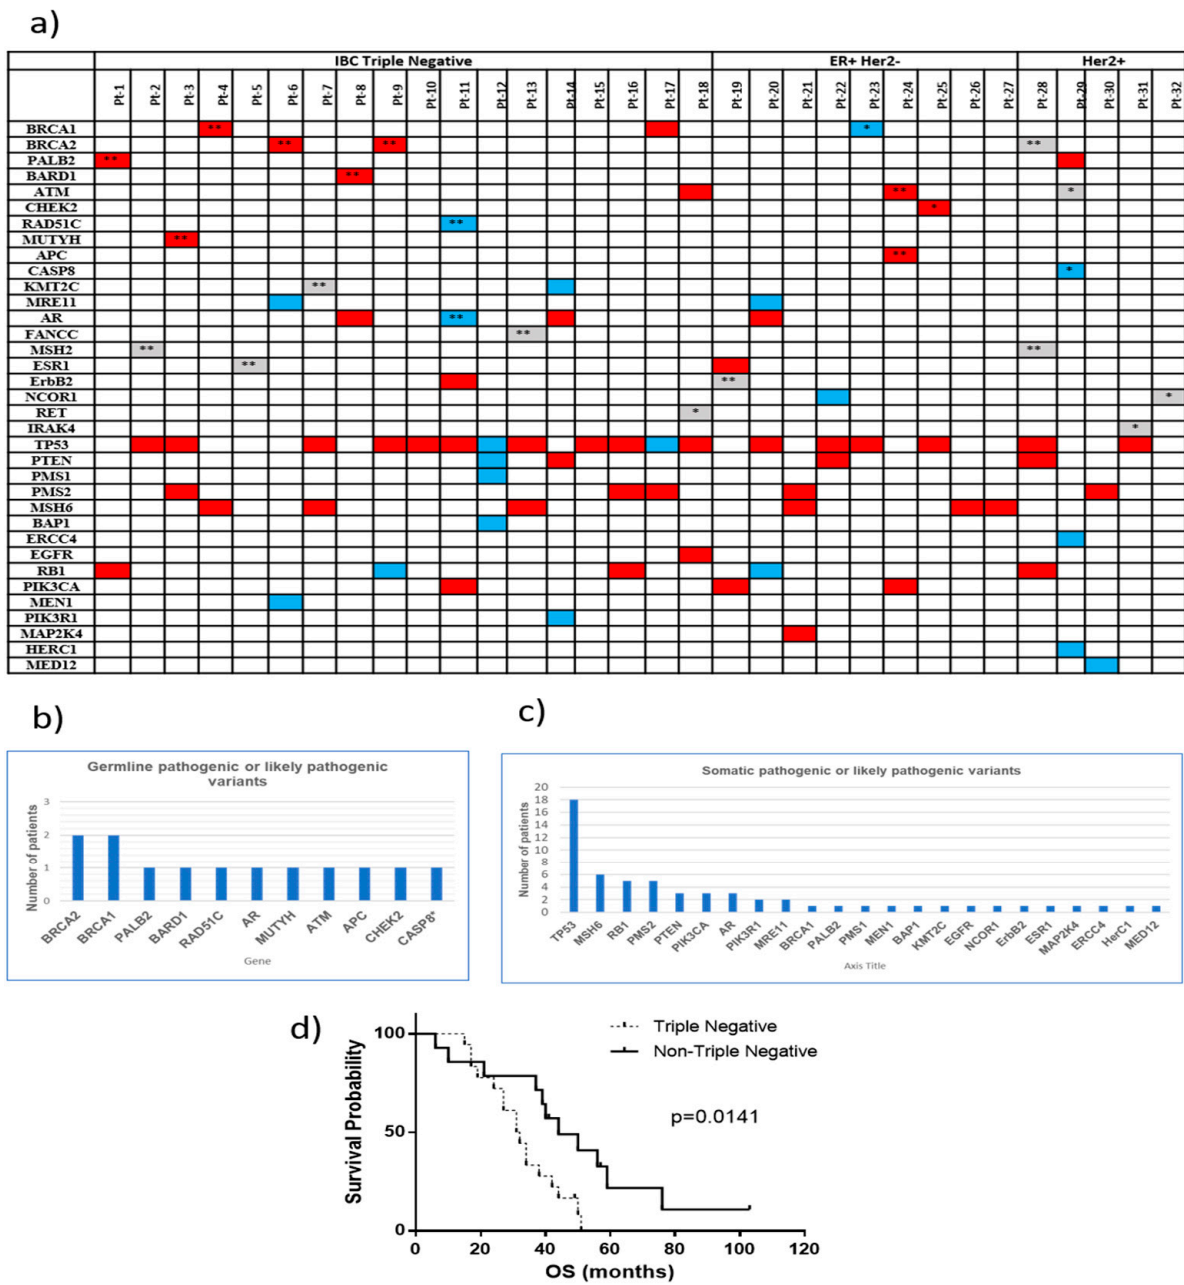 a)
IBC Triple Negative ER+ Her2- Her2+
Pt-1 Pt-2 Pt-3 Pt-4 Pt-5 Pt-6 Pt-7 Pt-8 Pt-9 Pt-10 Pt-11 Pt-12 Pt-13 Pt-14 Pt-15 Pt-16 Pt-17 Pt-18 Pt-19 Pt-20 Pt-21 Pt-22 Pt-23 Pt-24 Pt-25 Pt-26 Pt-27 Pt-28 Pt-29 Pt-30 Pt-31 Pt-32
BRCA1 ** *
BRCA2 ** ** **
PALB2 **
BARD1 **
ATM ** *
CHEK2 *
RAD51C **
MUTYH **
APC **
CASP8 *
KMT2C **
MRE11
AR **
FANCC **
MSH2 ** **
ESR1 **
ErbB2 **
NCOR1 *
RET *
IRAK4 *
TP53
PTEN
PMS1
PMS2
MSH6
BAP1
ERCC4
EGFR
RB1
PIK3CA
MEN1
PIK3R1
MAP2K4
HERC1
MED12
b)
Germline pathogenic or likely pathogenic
variants
Number of patients
3
2
1
0
BRCA2 BRCA1 PALB2 BARD1 RAD51C AR MUTYH ATM APC CHEK2 CASP8*
Gene
c)
Somatic pathogenic or likely pathogenic variants
Number of patients
20
18
16
14
12
10
8
6
4
2
0
TP53 MSH6 RB1 PMS2 PTEN PIK3CA AR PIK3R1 MRE11 BRCA1 PALB2 PMS1 MEN1 BAP1 KMT2C EGFR NCOR1 ErbB2 ESR1 MAP2K4 ERCC4 HerC1 MED12
Axis Title
d)
Triple Negative
Non-Triple Negative
p=0.0141
Survival Probability
100
50
0
0 20 40 60 80 100 120
OS (months)